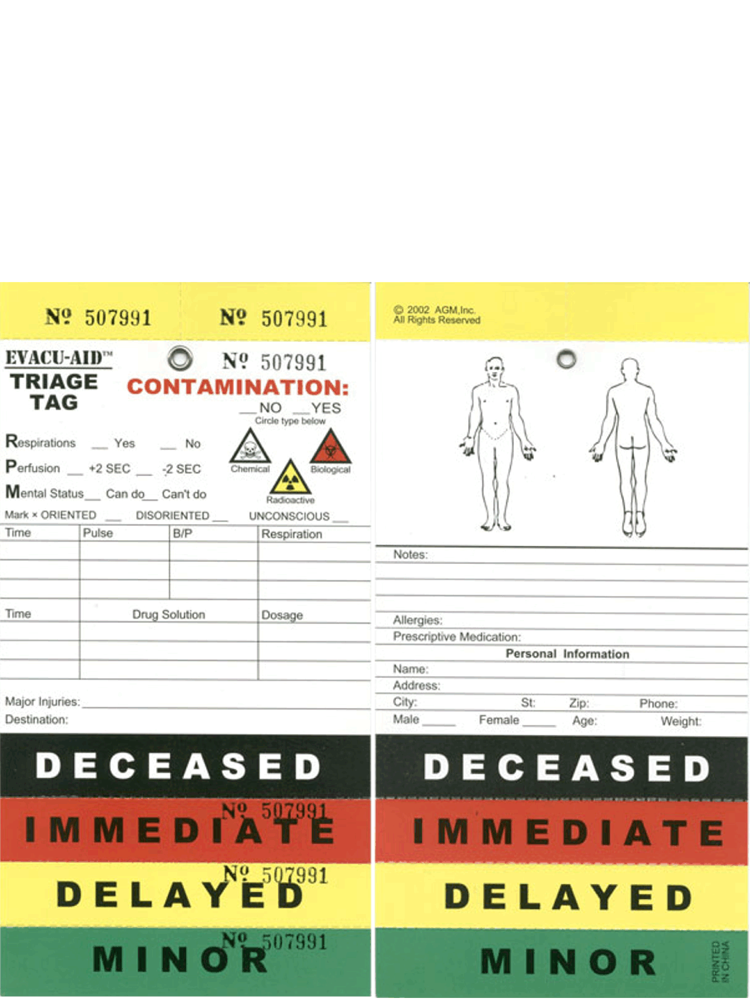 Nº 507991 Nº 507991
EVACU-AID™ Nº 507991
TRIAGE
TAG
CONTAMINATION:
__NO __YES
Circle type below
Chemical
Biological
Radioactive
Respirations __ Yes __ No
Perfusion __ +2 SEC __ -2 SEC
Mental Status__ Can do__ Can't do
Mark × ORIENTED __ DISORIENTED __ UNCONSCIOUS __
Time Pulse B/P Respiration
Time Drug Solution Dosage
Major Injuries:
Destination:
DECEASED
Nº 507991
IMMEDIATE
Nº 507991
DELAYED
Nº 507991
MINOR
© 2002 AGM,Inc.
All Rights Reserved
Notes:
Allergies:
Prescriptive Medication:
Personal Information
Name:
Address:
City: St: Zip: Phone:
Male ____ Female ____ Age: Weight:
DECEASED
IMMEDIATE
DELAYED
MINOR
PRINTED
IN CHINA